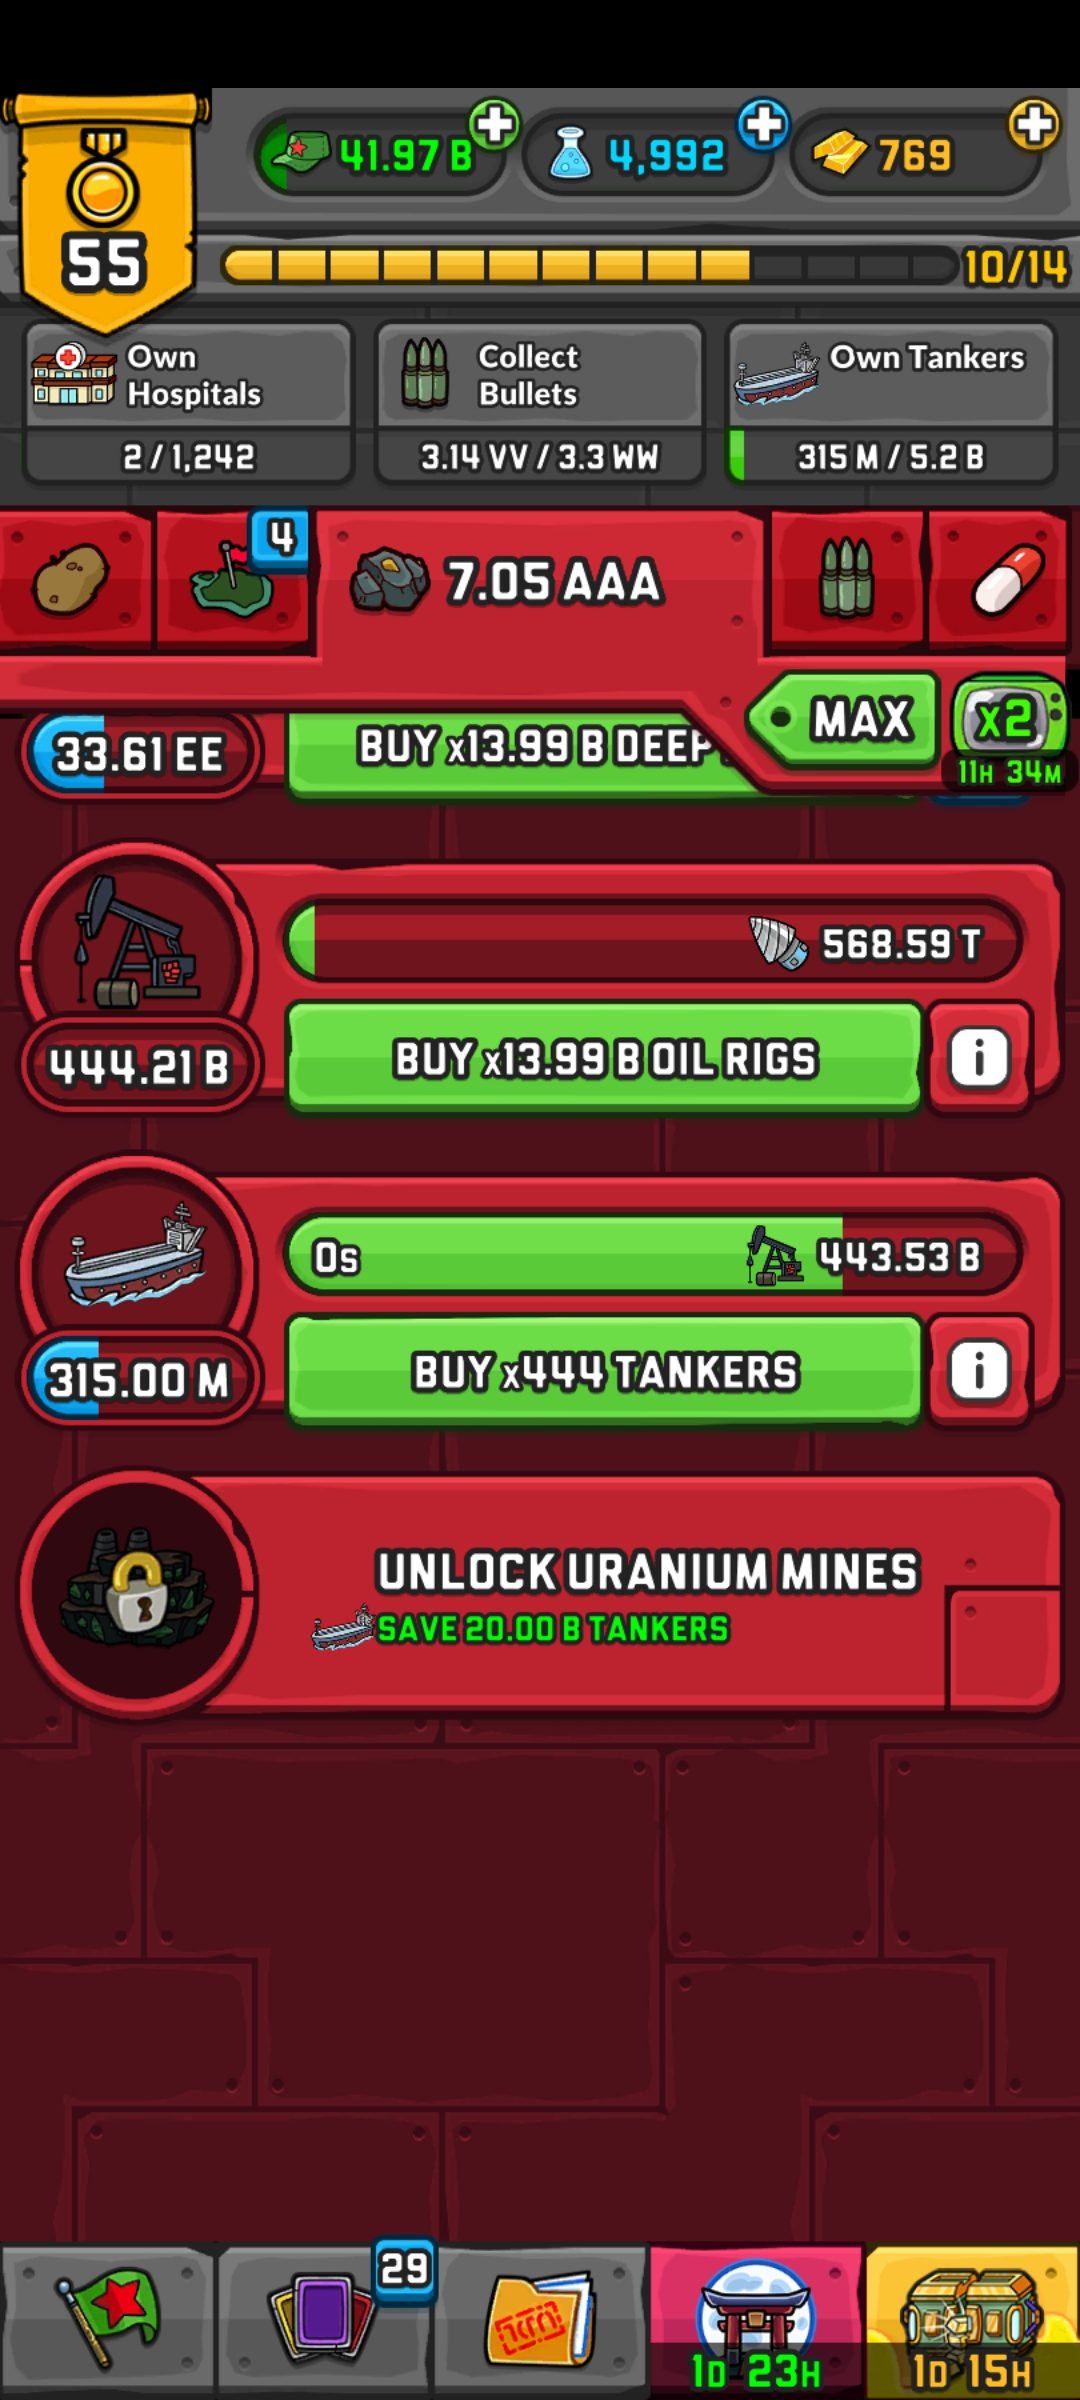 55
41.97 B
4,992
769
10/14
Own
Hospitals
2 / 1,242
Collect
Bullets
3.14 VV / 3.3 WW
Own Tankers
315 M / 5.2 B
4
7.05 AAA
MAX
x2
11H 34M
33.61 EE
BUY x13.99 B DEEP
568.59 T
444.21 B
BUY x13.99 B OIL RIGS
i
0s
443.53 B
315.00 M
BUY x444 TANKERS
i
UNLOCK URANIUM MINES
SAVE 20.00 B TANKERS
29
1D 23H
1D 15H